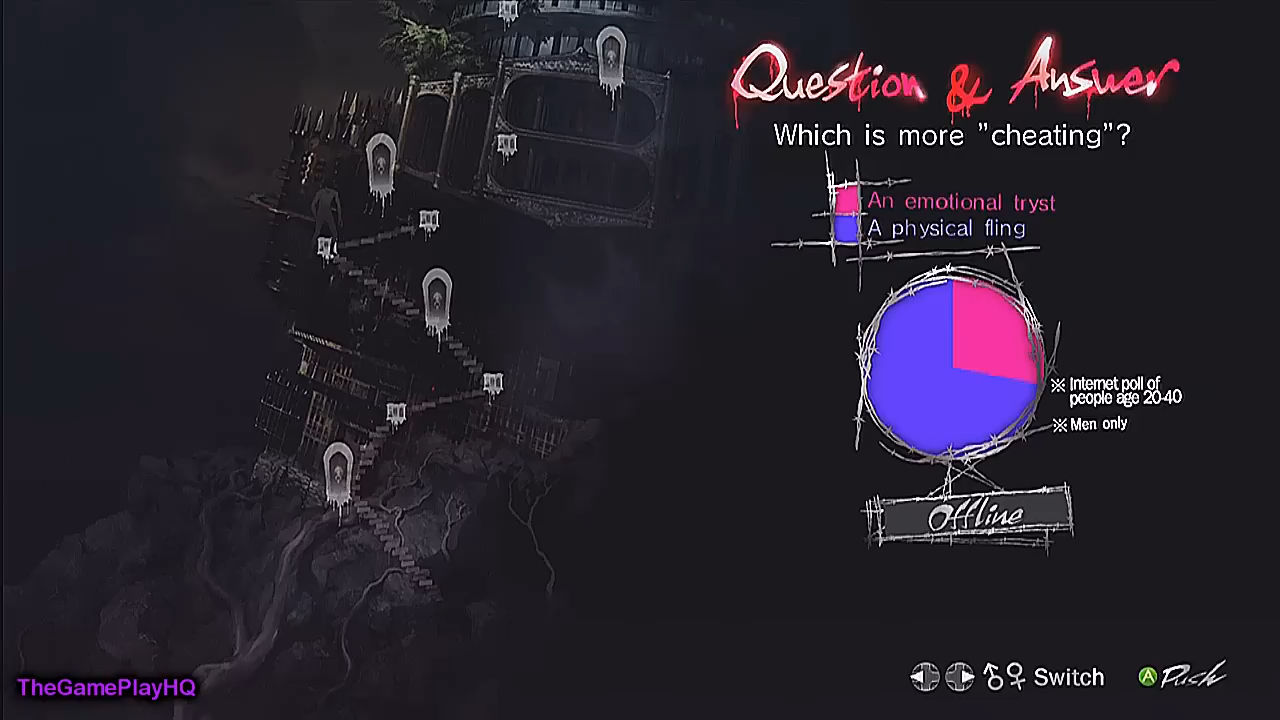 Question & Answer
Which is more "cheating"?
An emotional tryst
A physical fling
※ Internet poll of
people age 20-40
※ Men only
Offline
♂♀ Switch
A Push
TheGamePlayHQ